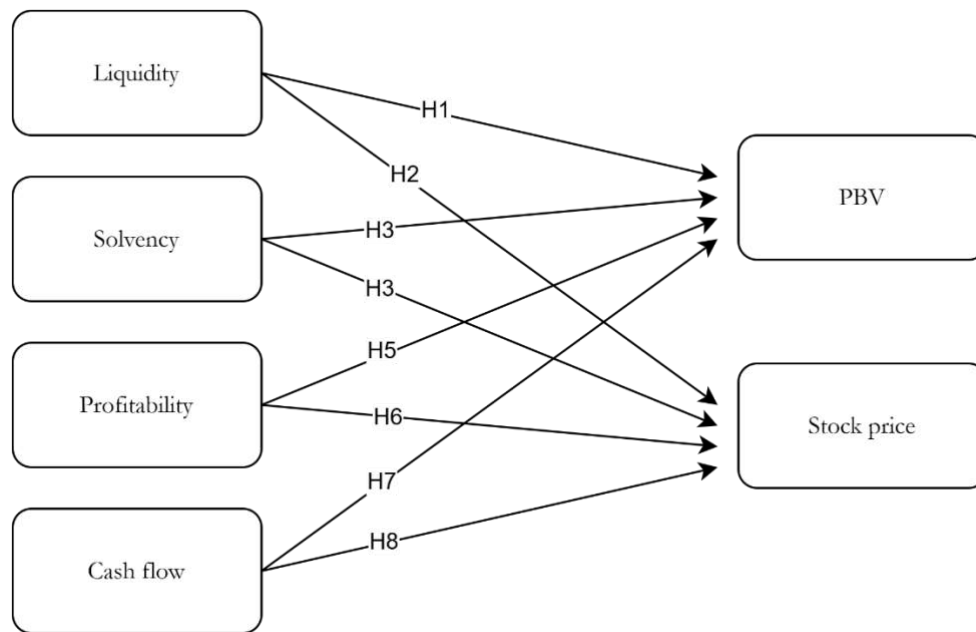 Liquidity
H1
PBV
H2
Solvency
H3
H3
Profitability
H5
Stock price
H6
H7
Cash flow
H8